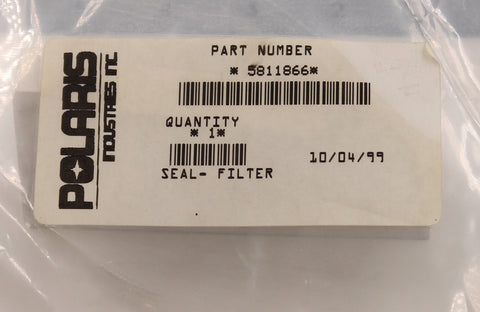 POLARIS
INDUSTRIES INC
PART NUMBER
* 5811866*
QUANTITY
* 1*
10/04/99
SEAL- FILTER